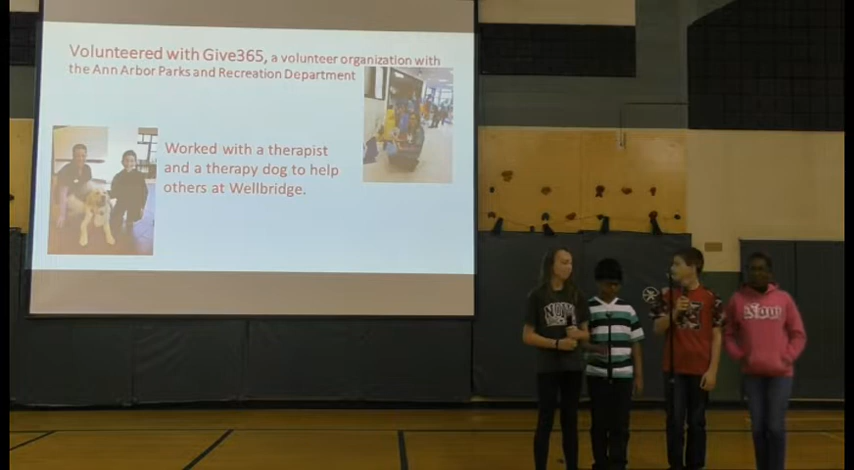 Volunteered with Give365, a volunteer organization with
the Ann Arbor Parks and Recreation Department
Worked with a therapist
and a therapy dog to help
others at Wellbridge.